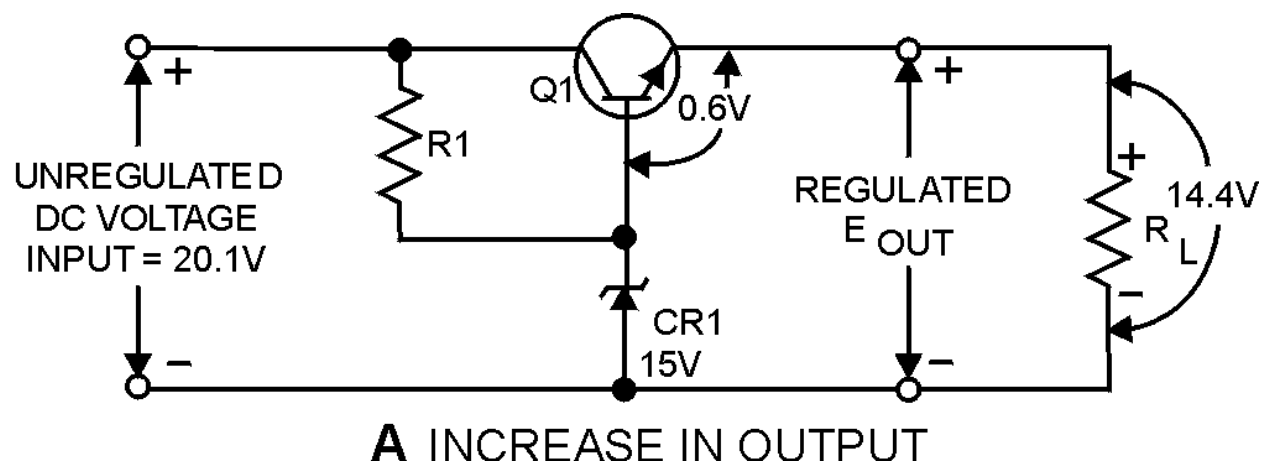 Q1
0.6V
R1
UNREGULATED
DC VOLTAGE
INPUT = 20.1V
+
−
CR1
15V
+
REGULATED
E OUT
−
+
14.4V
R L
−
A INCREASE IN OUTPUT